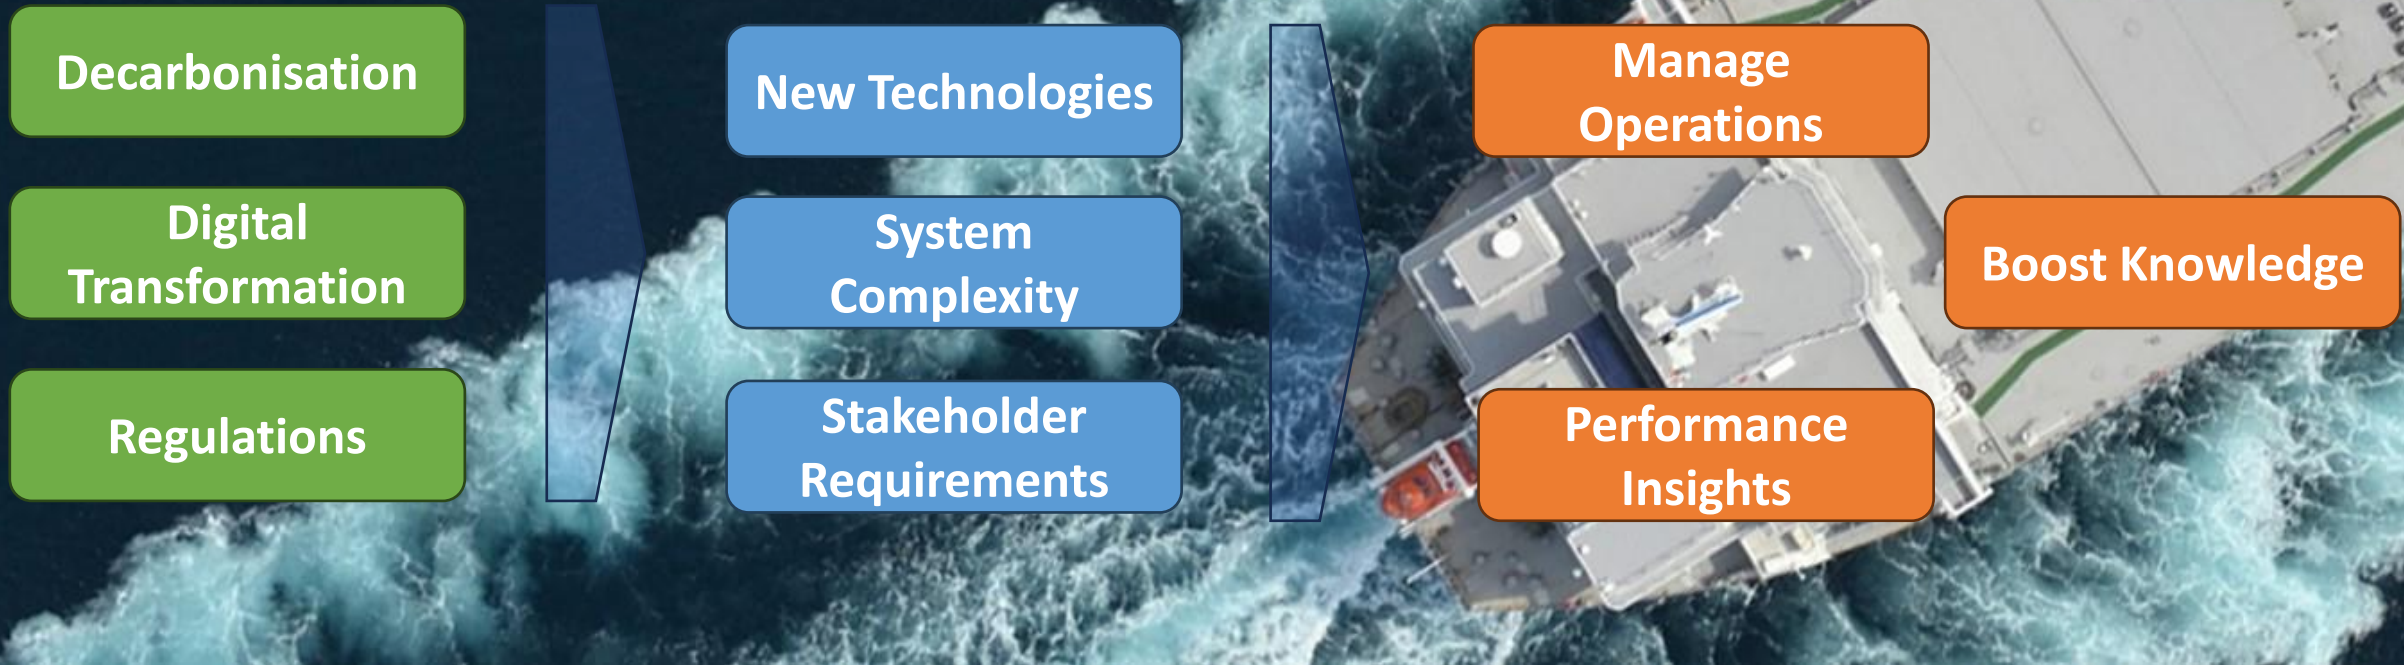 Decarbonisation
Digital
Transformation
Regulations
New Technologies
System
Complexity
Stakeholder
Requirements
Manage
Operations
Boost Knowledge
Performance
Insights